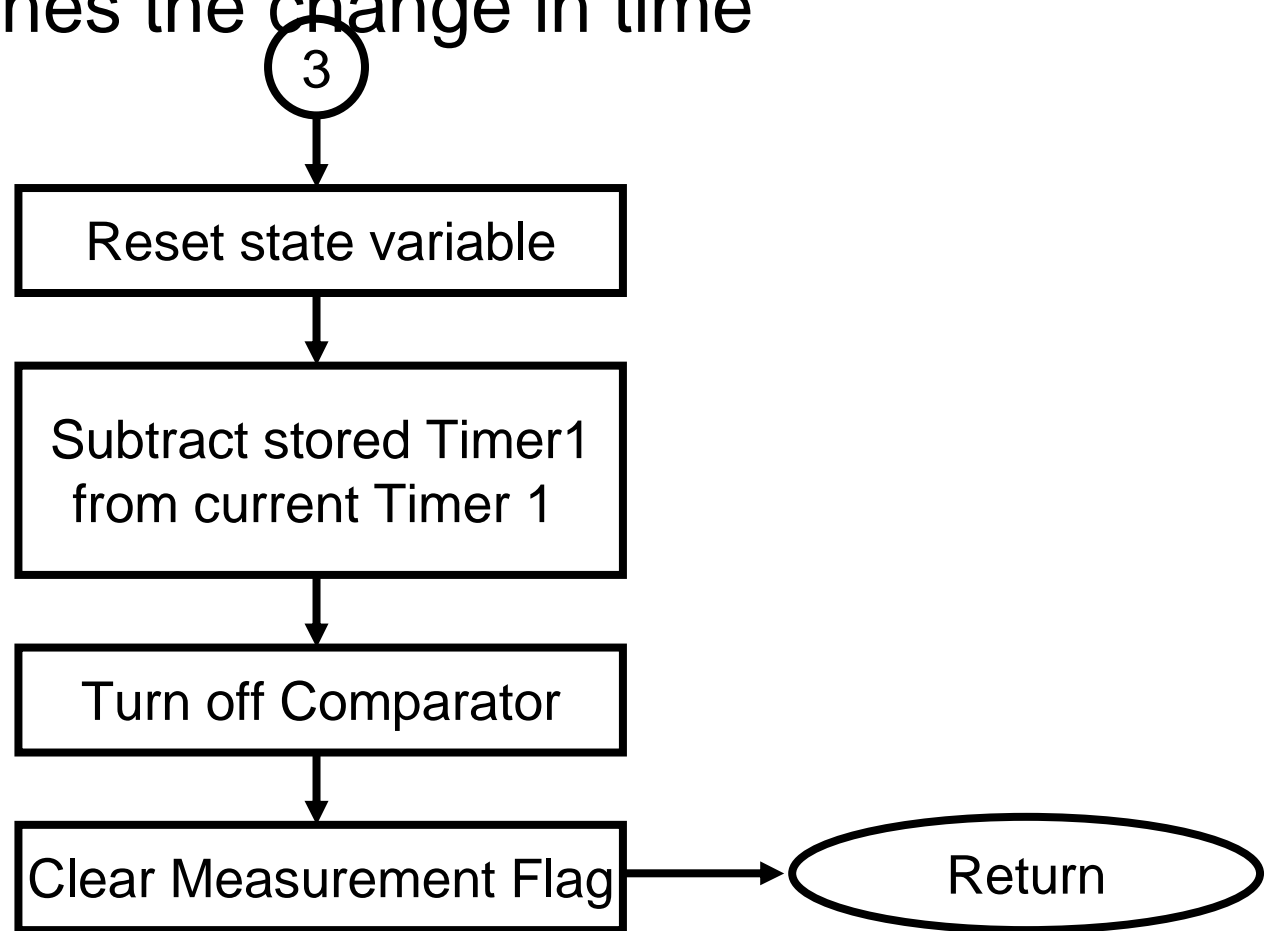 the change in time
3
Reset state variable
Subtract stored Timer1
from current Timer 1
Turn off Comparator
Clear Measurement Flag
Return